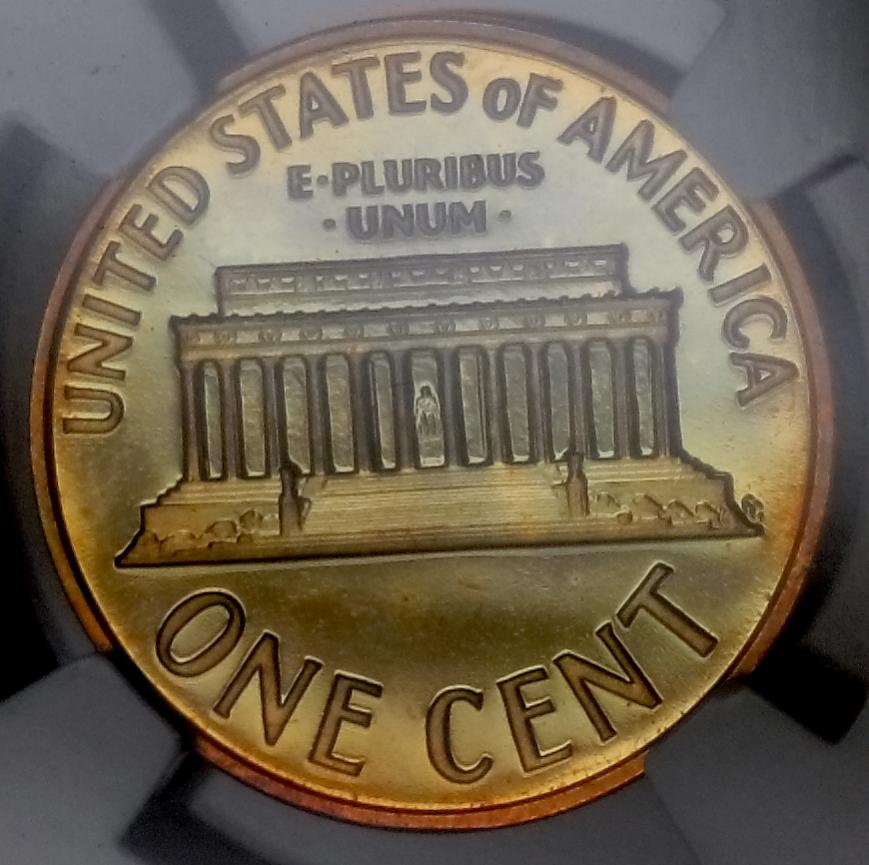 UNITED STATES OF AMERICA
E·PLURIBUS
·UNUM·
ONE CENT